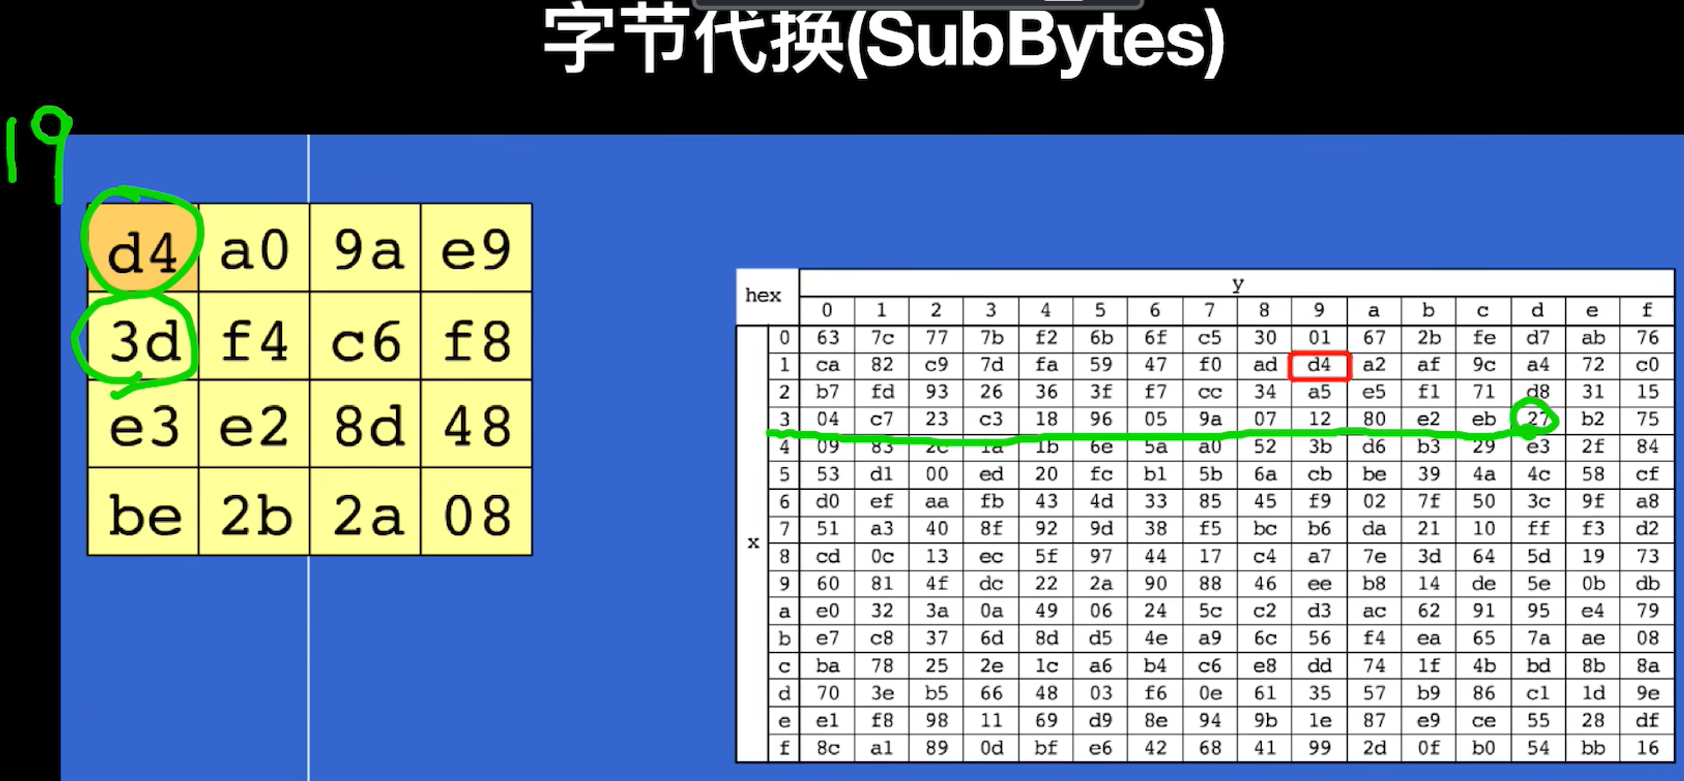 字节代换(SubBytes)
19
d4 a0 9a e9
3d f4 c6 f8
e3 e2 8d 48
be 2b 2a 08
hex y
0 1 2 3 4 5 6 7 8 9 a b c d e f
x
0 63 7c 77 7b f2 6b 6f c5 30 01 67 2b fe d7 ab 76
1 ca 82 c9 7d fa 59 47 f0 ad d4 a2 af 9c a4 72 c0
2 b7 fd 93 26 36 3f f7 cc 34 a5 e5 f1 71 d8 31 15
3 04 c7 23 c3 18 96 05 9a 07 12 80 e2 eb 27 b2 75
4 09 83 2c 1a 1b 6e 5a a0 52 3b d6 b3 29 e3 2f 84
5 53 d1 00 ed 20 fc b1 5b 6a cb be 39 4a 4c 58 cf
6 d0 ef aa fb 43 4d 33 85 45 f9 02 7f 50 3c 9f a8
7 51 a3 40 8f 92 9d 38 f5 bc b6 da 21 10 ff f3 d2
8 cd 0c 13 ec 5f 97 44 17 c4 a7 7e 3d 64 5d 19 73
9 60 81 4f dc 22 2a 90 88 46 ee b8 14 de 5e 0b db
a e0 32 3a 0a 49 06 24 5c c2 d3 ac 62 91 95 e4 79
b e7 c8 37 6d 8d d5 4e a9 6c 56 f4 ea 65 7a ae 08
c ba 78 25 2e 1c a6 b4 c6 e8 dd 74 1f 4b bd 8b 8a
d 70 3e b5 66 48 03 f6 0e 61 35 57 b9 86 c1 1d 9e
e e1 f8 98 11 69 d9 8e 94 9b 1e 87 e9 ce 55 28 df
f 8c a1 89 0d bf e6 42 68 41 99 2d 0f b0 54 bb 16